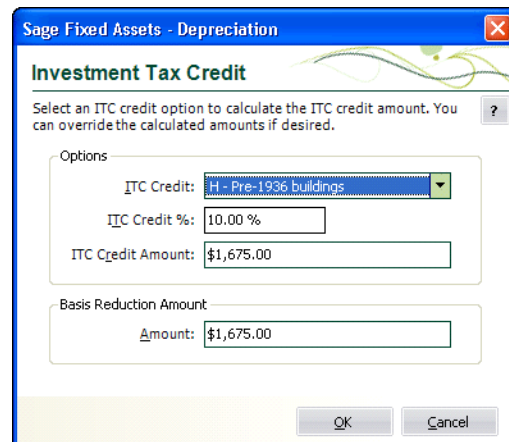 Sage Fixed Assets - Depreciation
Investment Tax Credit
Select an ITC credit option to calculate the ITC credit amount. You
can override the calculated amounts if desired.
?
Options
ITC Credit: H - Pre-1936 buildings
ITC Credit %: 10.00 %
ITC Credit Amount: $1,675.00
Basis Reduction Amount
Amount: $1,675.00
OK Cancel